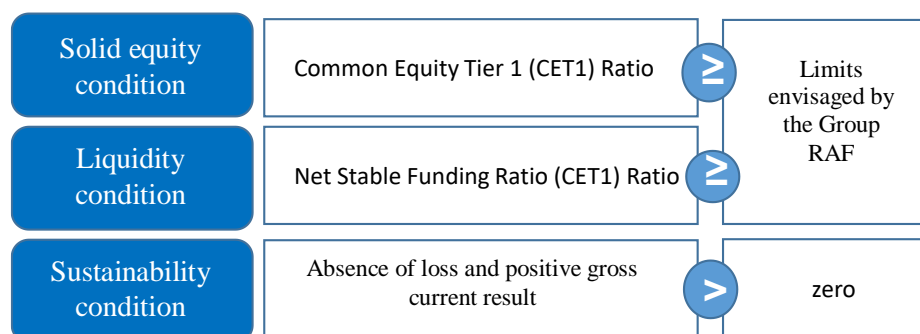 Solid equity
condition
Common Equity Tier 1 (CET1) Ratio
≥
Limits
envisaged by
the Group
RAF
Liquidity
condition
Net Stable Funding Ratio (CET1) Ratio
≥
Sustainability
condition
Absence of loss and positive gross
current result
>
zero